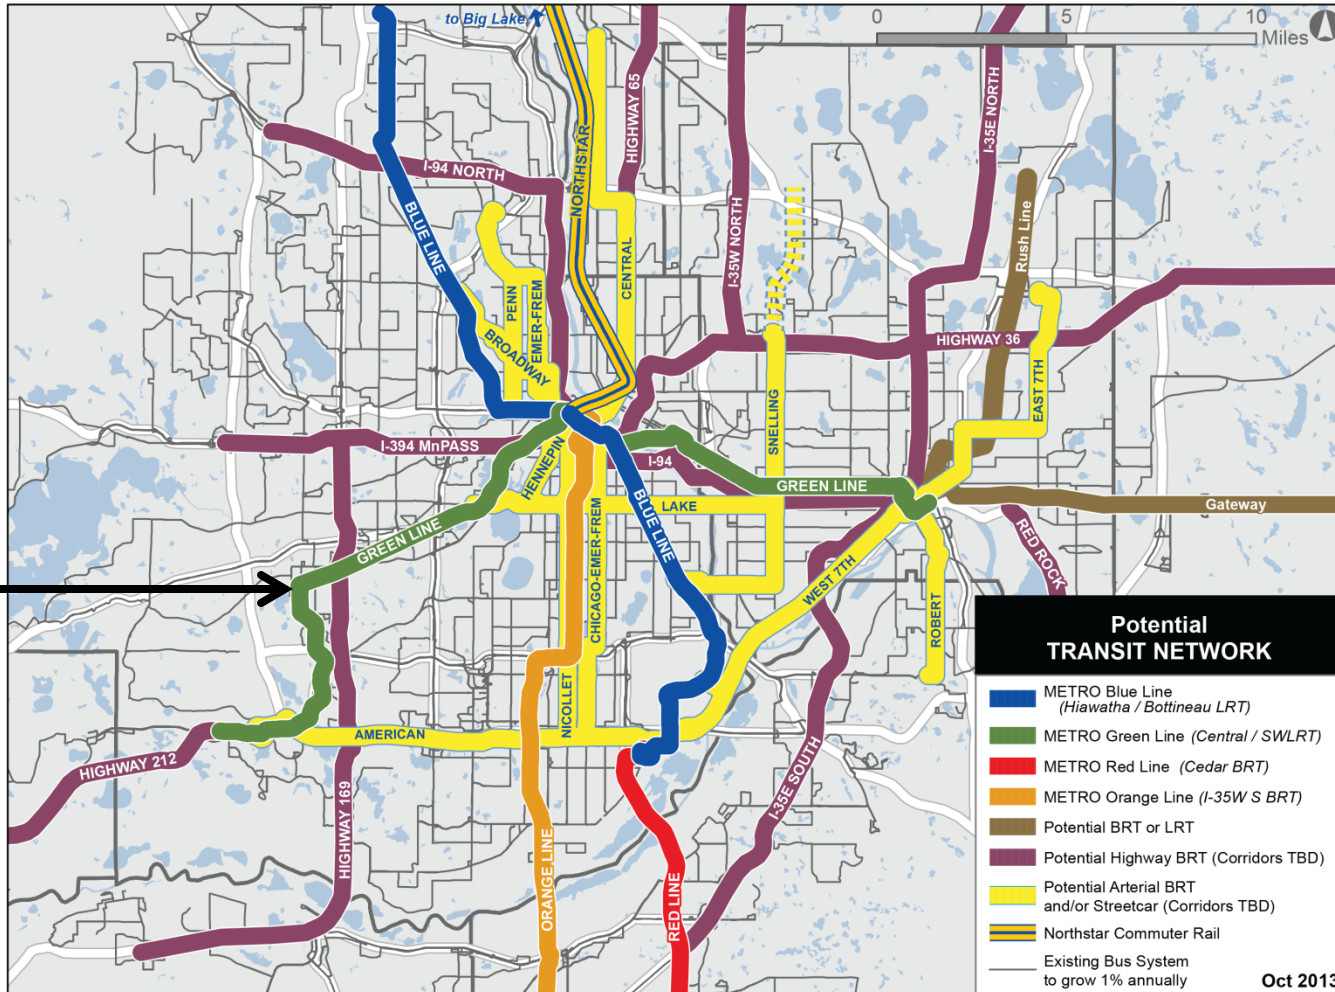 to Big Lake
0 5 10
Miles
HIGHWAY 65
I-35E NORTH
NORTHSTAR
I-94 NORTH
BLUE LINE
I-35W NORTH
Rush Line
CENTRAL
PENN
EMER-FREM
BROADWAY
HIGHWAY 36
EAST 7TH
SNELLING
I-394 MnPASS
HENNEPIN
I-94
GREEN LINE
LAKE
Gateway
GREEN LINE
BLUE LINE
CHICAGO-EMER-FREM
RED ROCK
WEST 7TH
ROBERT
NICOLLET
AMERICAN
HIGHWAY 212
HIGHWAY 169
I-35E SOUTH
ORANGE LINE
RED LINE
Potential
TRANSIT NETWORK
METRO Blue Line
(Hiawatha / Bottineau LRT)
METRO Green Line (Central / SWLRT)
METRO Red Line (Cedar BRT)
METRO Orange Line (I-35W S BRT)
Potential BRT or LRT
Potential Highway BRT (Corridors TBD)
Potential Arterial BRT
and/or Streetcar (Corridors TBD)
Northstar Commuter Rail
Existing Bus System
to grow 1% annually
Oct 2013